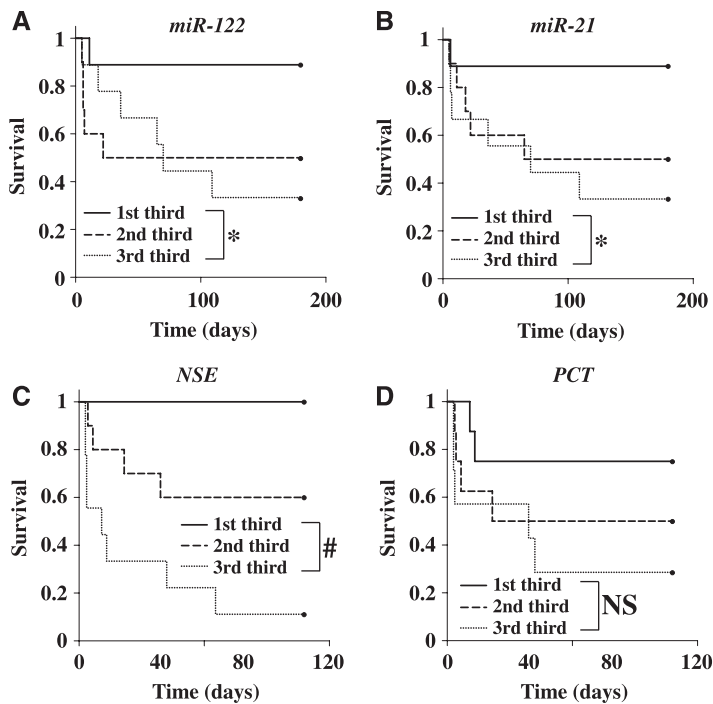 A
miR-122
Survival
1
0.8
0.6
0.4
0.2
0
1st third
2nd third
3rd third
*
0
100
200
Time (days)
B
miR-21
Survival
1
0.8
0.6
0.4
0.2
0
1st third
2nd third
3rd third
*
0
100
200
Time (days)
C
NSE
Survival
1
0.8
0.6
0.4
0.2
0
1st third
2nd third
3rd third
#
0
40
80
120
Time (days)
D
PCT
Survival
1
0.8
0.6
0.4
0.2
0
1st third
2nd third
3rd third
NS
0
40
80
120
Time (days)